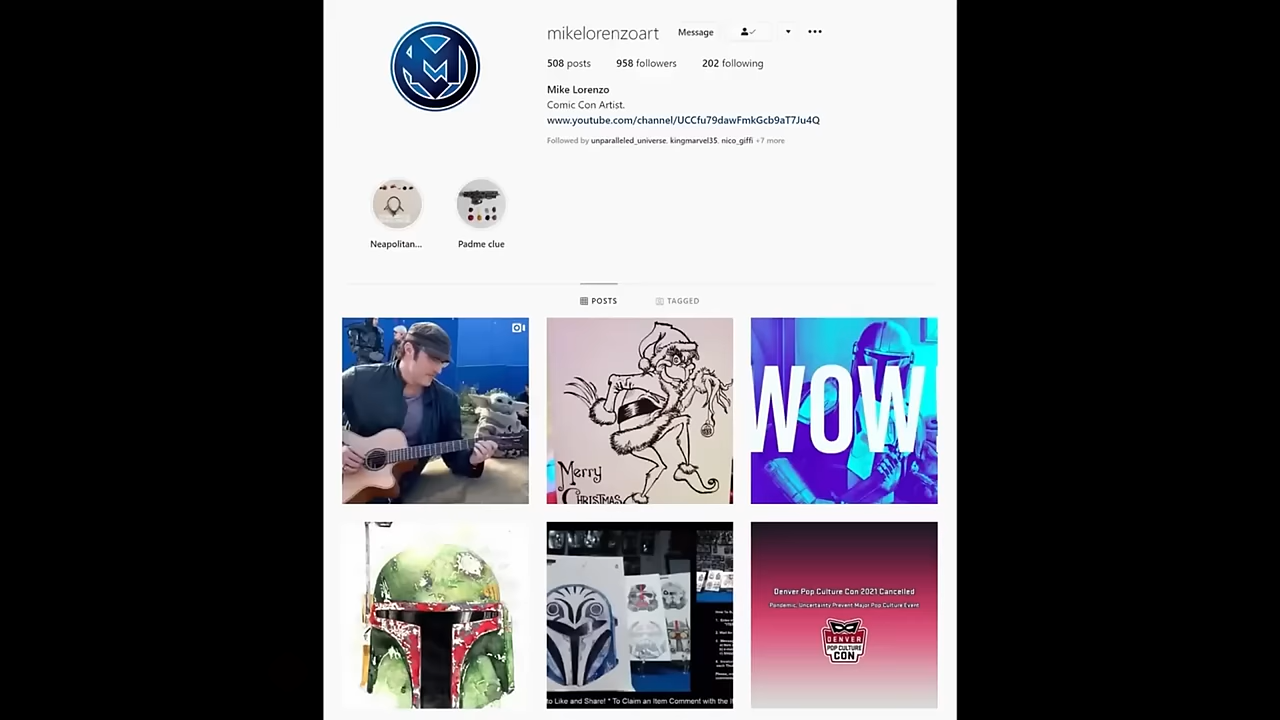 mikelorenzoart Message
508 posts 958 followers 202 following
Mike Lorenzo
Comic Con Artist.
www.youtube.com/channel/UCCfu79dawFmkGcb9aT7Ju4Q
Followed by unparalleled_universe, kingmarvel35, nico_giffi +7 more
Neapolitan... Padme clue
POSTS TAGGED
WOW
Merry
Christmas
Denver Pop Culture Con 2021 Cancelled
Pandemic, Uncertainty Prevent Major Pop Culture Event
DENVER
POP CULTURE
CON
to Like and Share! * To Claim an Item Comment with the